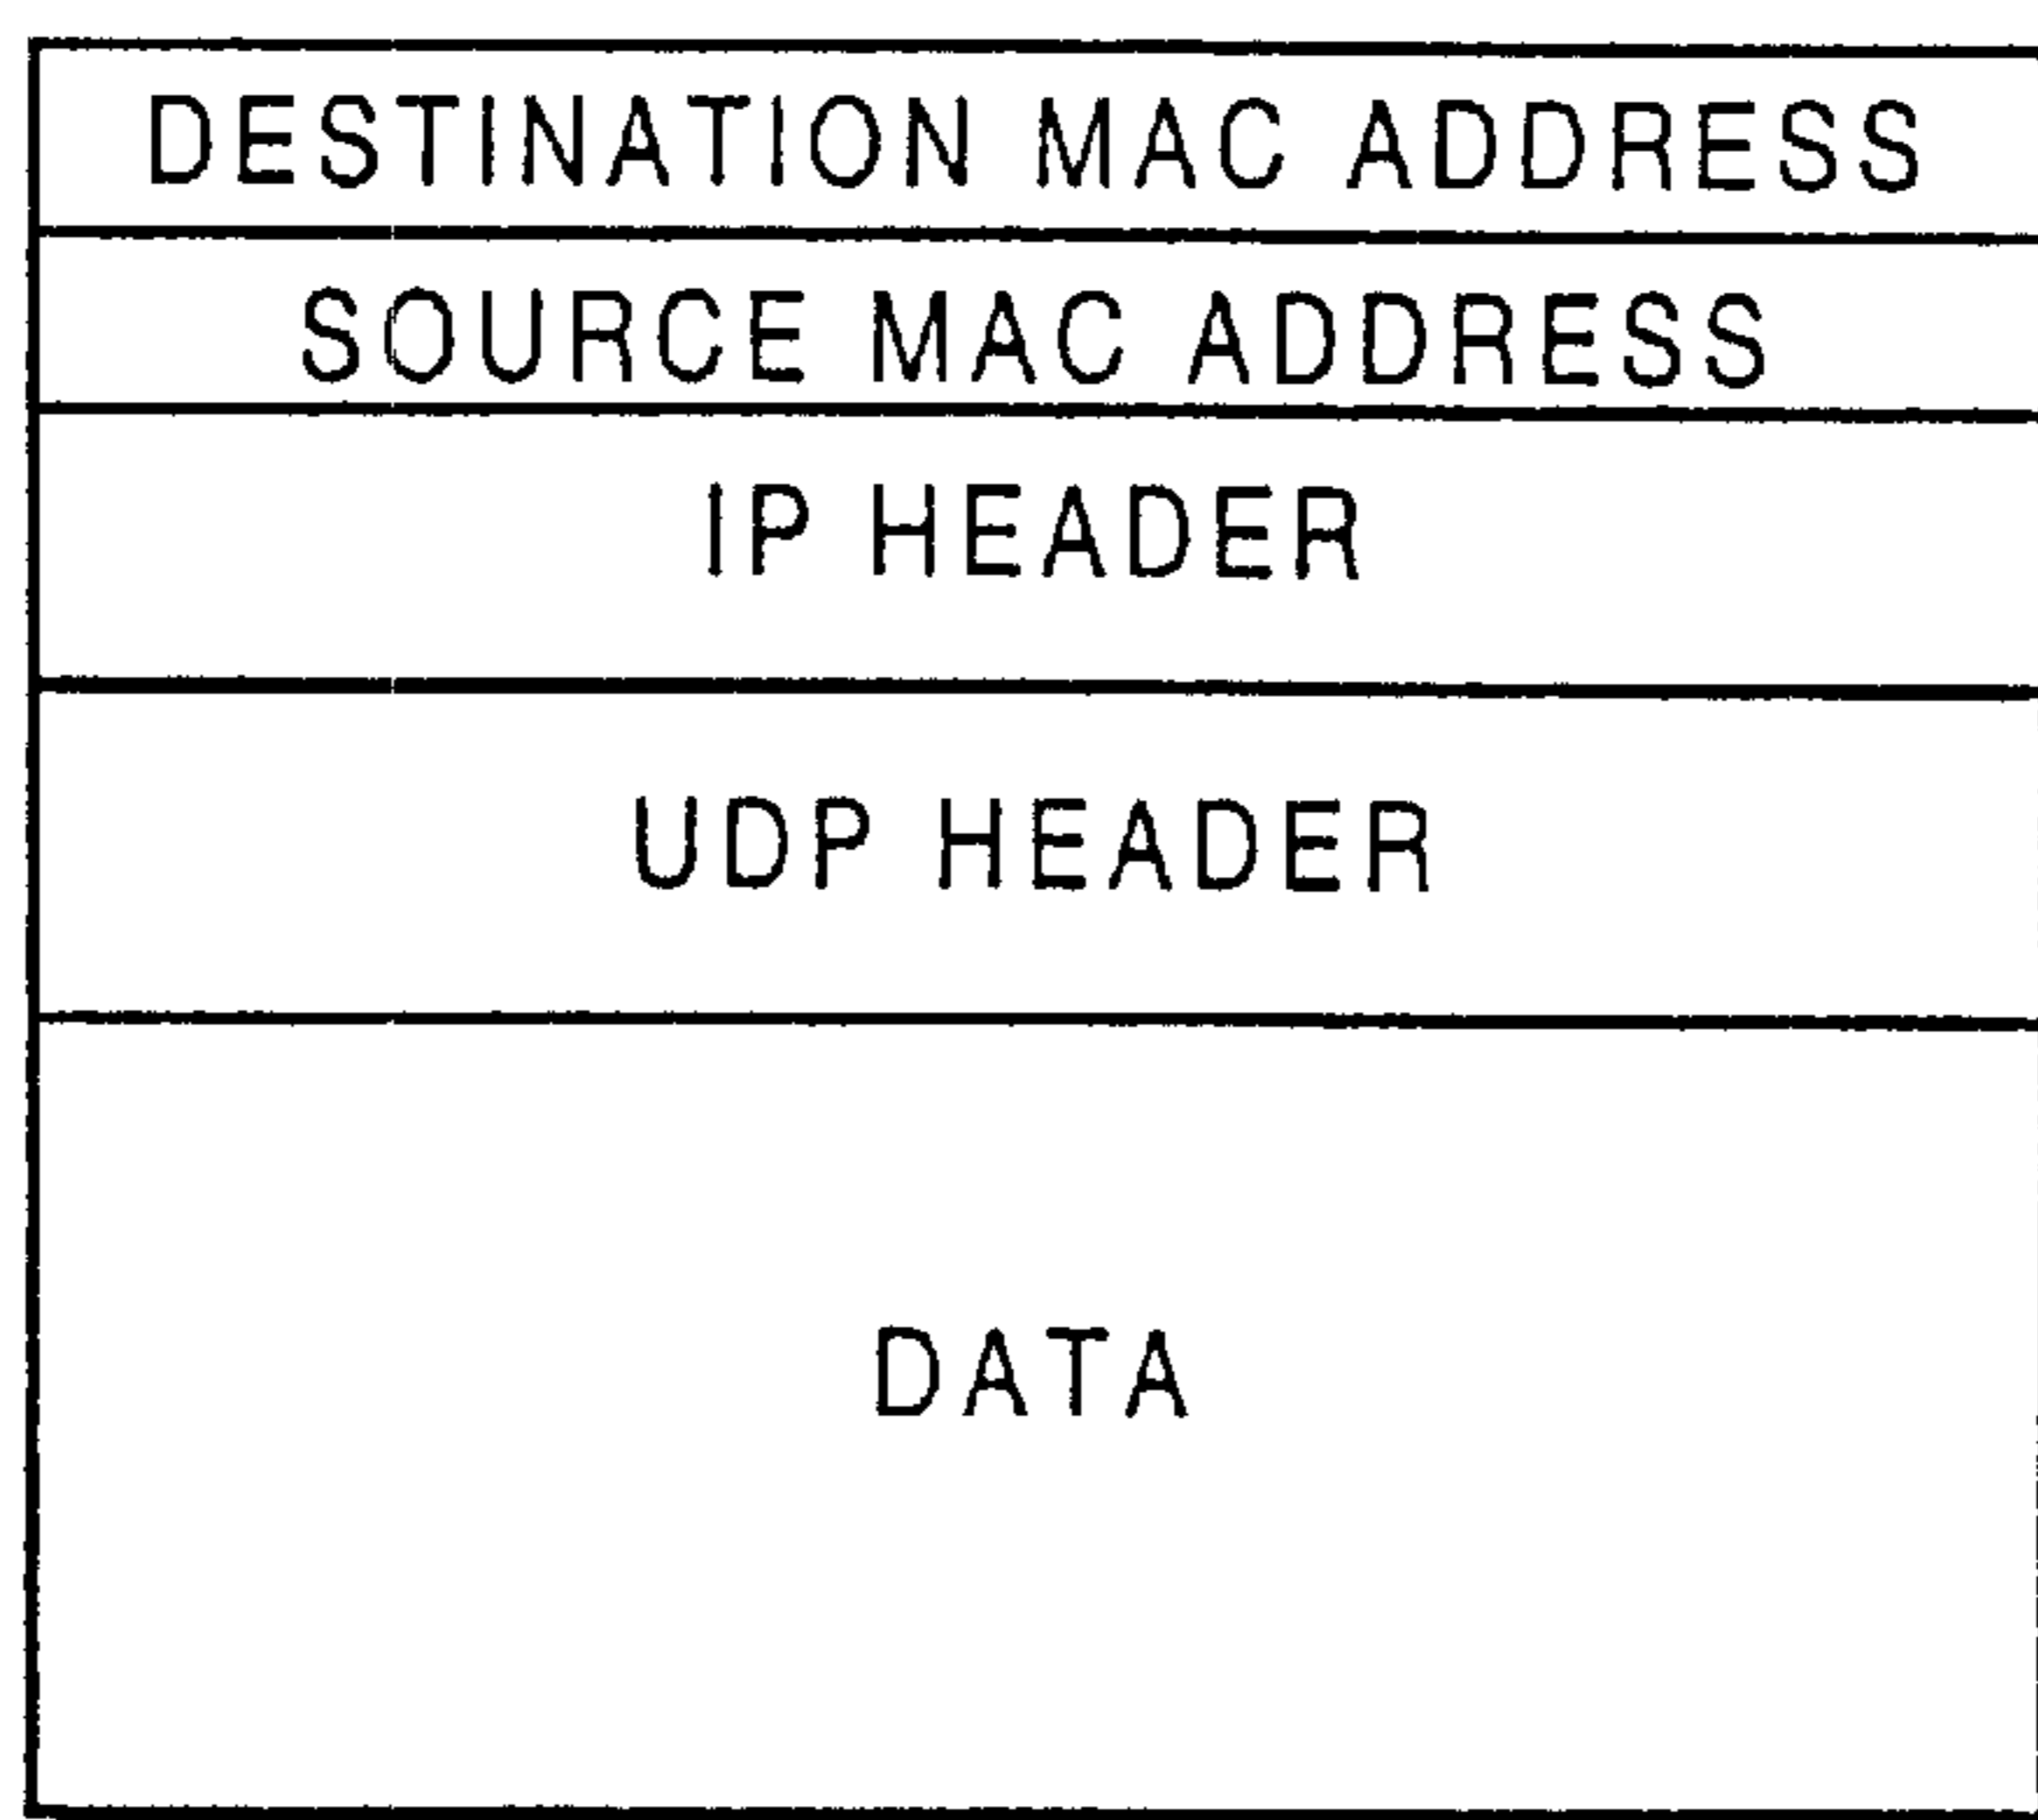 DESTINATION MAC ADDRESS
SOURCE MAC ADDRESS
IP HEADER
UDP HEADER
DATA